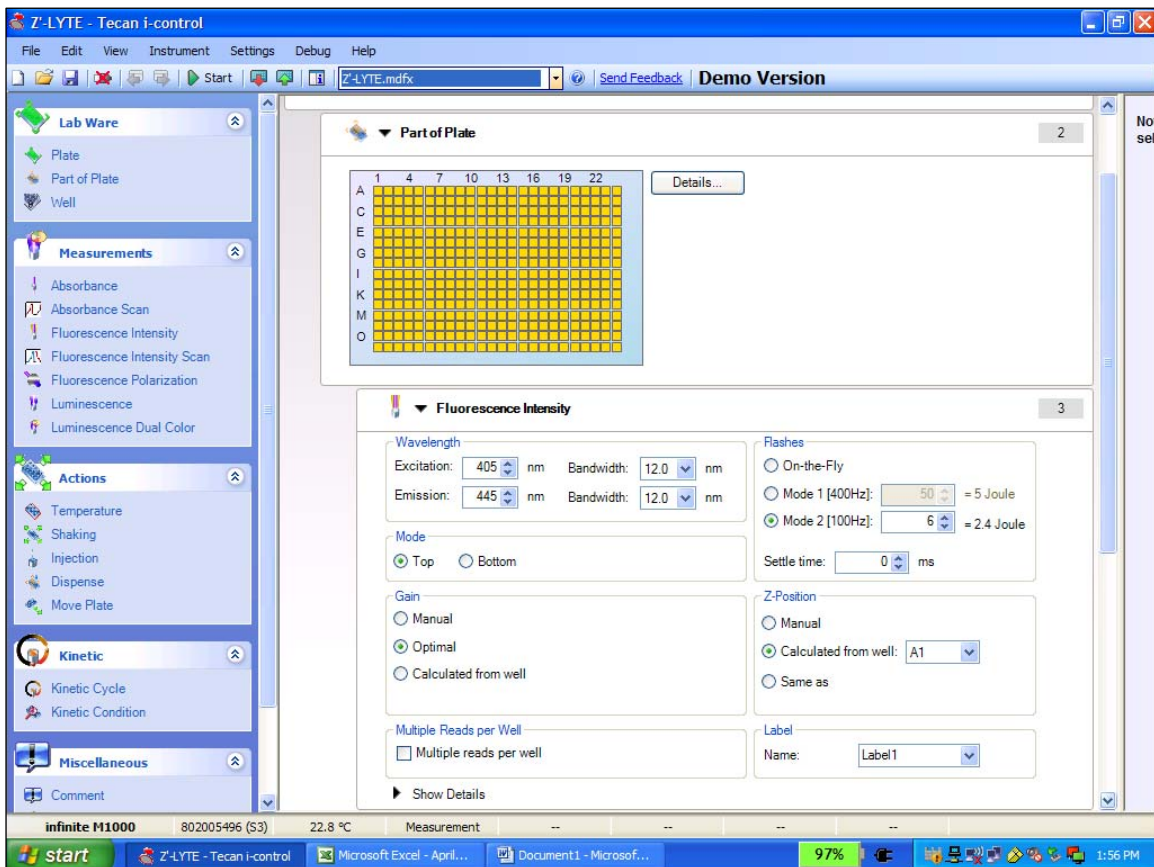 Z'-LYTE - Tecan i-control
File Edit View Instrument Settings Debug Help
Start Z'-LYTE.mdfx Send Feedback Demo Version
Lab Ware
Plate
Part of Plate
Well
Measurements
Absorbance
Absorbance Scan
Fluorescence Intensity
Fluorescence Intensity Scan
Fluorescence Polarization
Luminescence
Luminescence Dual Color
Actions
Temperature
Shaking
Injection
Dispense
Move Plate
Kinetic
Kinetic Cycle
Kinetic Condition
Miscellaneous
Comment
Part of Plate 2
1 4 7 10 13 16 19 22
A
C
E
G
I
K
M
O
Details...
Fluorescence Intensity 3
Wavelength
Excitation: 405 nm Bandwidth: 12.0 nm
Emission: 445 nm Bandwidth: 12.0 nm
Mode
Top Bottom
Gain
Manual
Optimal
Calculated from well
Multiple Reads per Well
Multiple reads per well
Show Details
Flashes
On-the-Fly
Mode 1 [400Hz]: 50 = 5 Joule
Mode 2 [100Hz]: 6 = 2.4 Joule
Settle time: 0 ms
Z-Position
Manual
Calculated from well: A1
Same as
Label
Name: Label1
infinite M1000 802005496 (S3) 22.8 °C Measurement -- -- -- --
start Z'-LYTE - Tecan i-control Microsoft Excel - April... Document1 - Microsof... 97% 1:56 PM